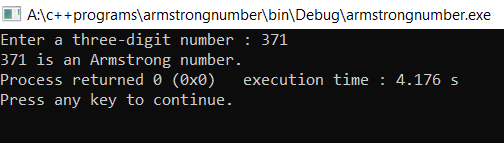 A:\c++programs\armstrongnumber\bin\Debug\armstrongnumber.exe
Enter a three-digit number : 371
371 is an Armstrong number.
Process returned 0 (0x0)   execution time : 4.176 s
Press any key to continue.